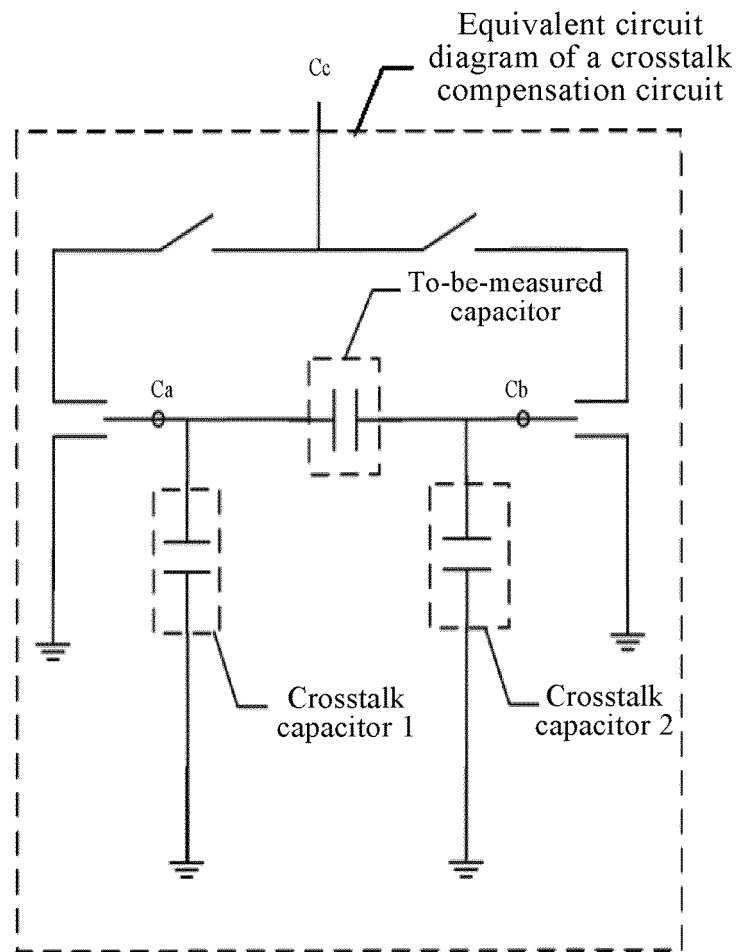 Equivalent circuit
diagram of a crosstalk
compensation circuit
Cc
To-be-measured
capacitor
Ca
Cb
Crosstalk
capacitor 1
Crosstalk
capacitor 2